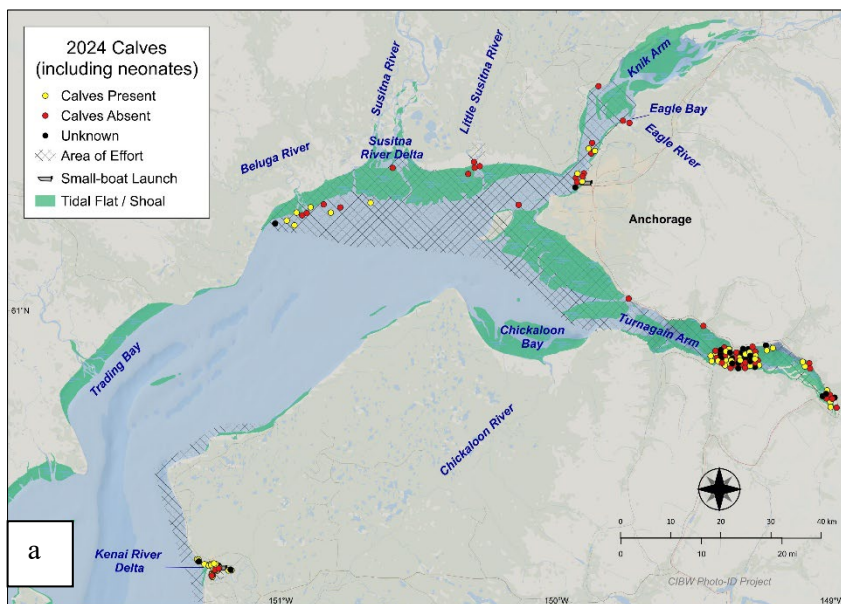 2024 Calves
(including neonates)
Calves Present
Calves Absent
Unknown
Area of Effort
Small-boat Launch
Tidal Flat / Shoal
Knik Arm
Eagle Bay
Eagle River
Little Susitna River
Susitna River
Susitna
River Delta
Beluga River
Anchorage
61°N
Turnagain Arm
Chickaloon
Bay
Trading Bay
Chickaloon River
Kenai River
Delta
a
0 10 20 30 40 km
0 10 20 mi
CIBW Photo-ID Project
151°W
150°W
149°W